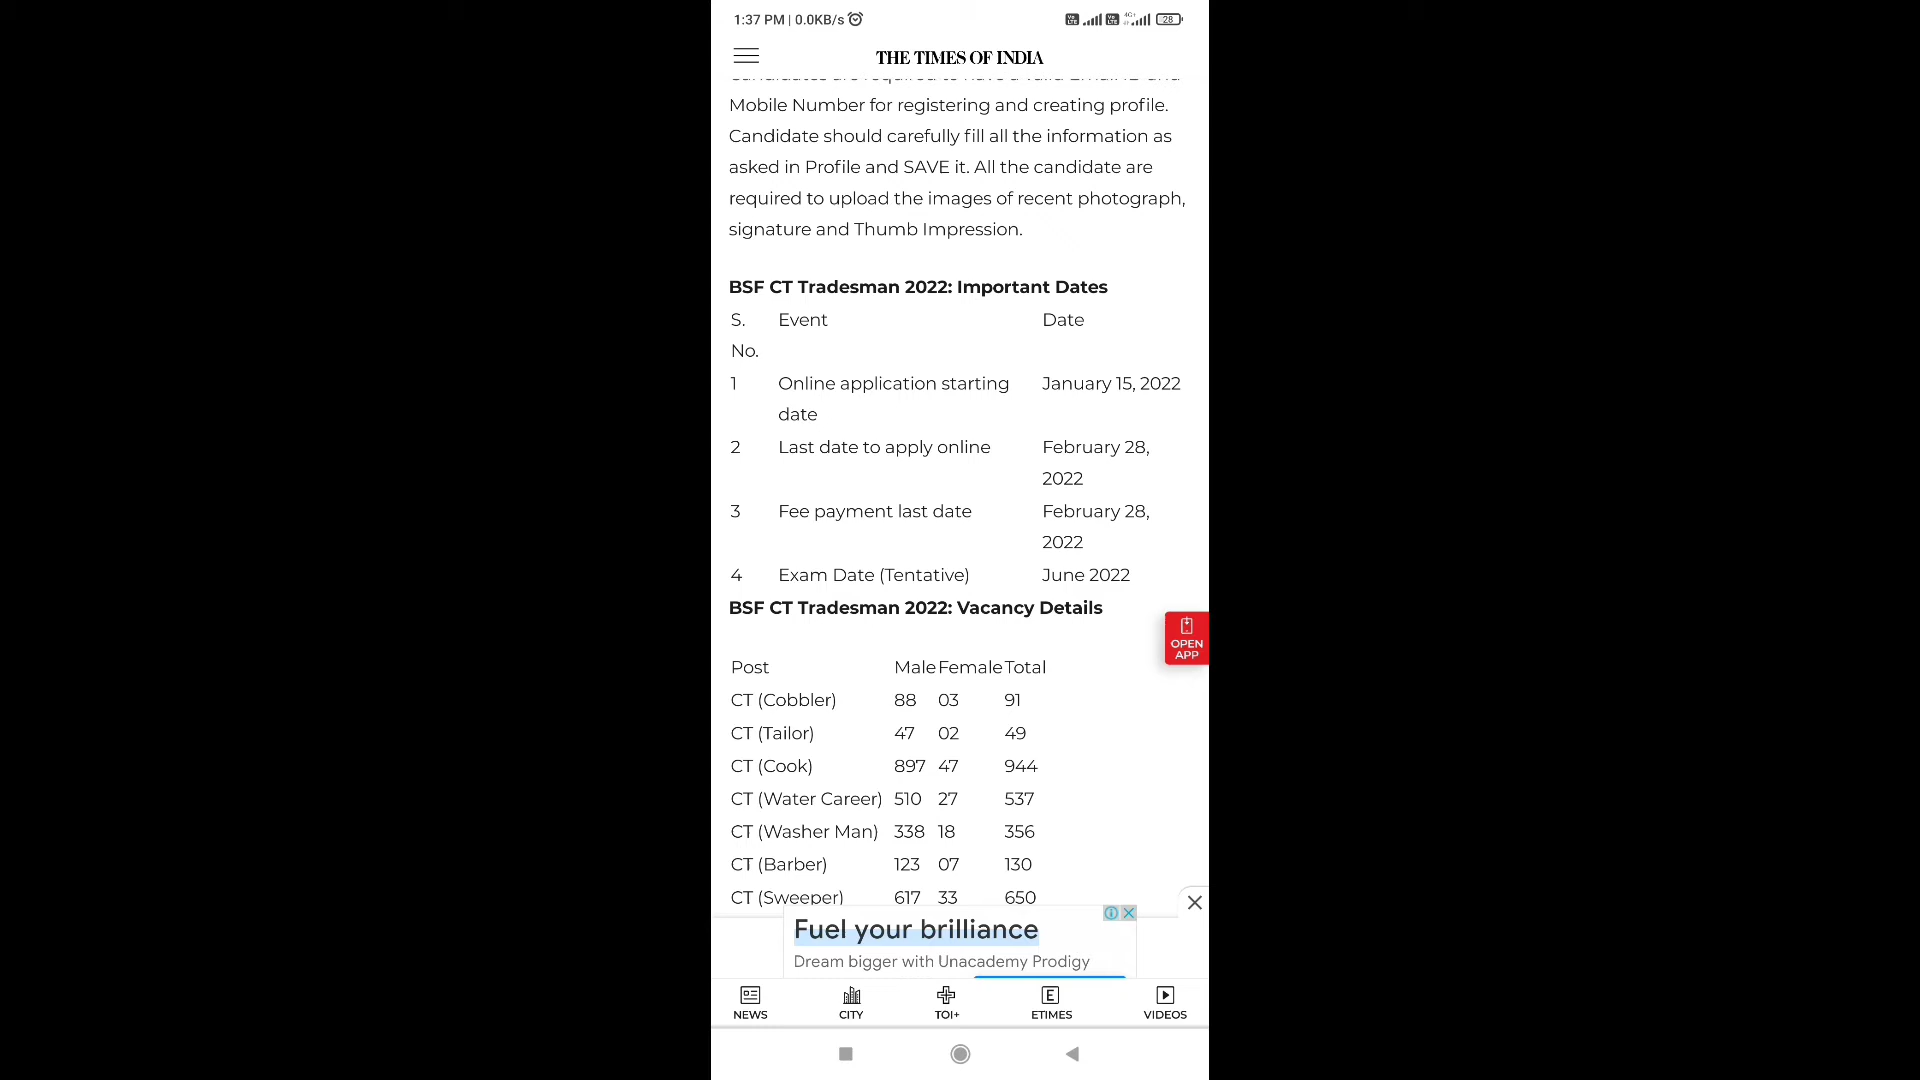 1:37 PM | 0.0KB/s
28
THE TIMES OF INDIA
Mobile Number for registering and creating profile.
Candidate should carefully fill all the information as
asked in Profile and SAVE it. All the candidate are
required to upload the images of recent photograph,
signature and Thumb Impression.
BSF CT Tradesman 2022: Important Dates
S. Event Date
No.
1 Online application starting January 15, 2022
date
2 Last date to apply online February 28,
2022
3 Fee payment last date February 28,
2022
4 Exam Date (Tentative) June 2022
BSF CT Tradesman 2022: Vacancy Details
OPEN
APP
Post Male Female Total
CT (Cobbler) 88 03 91
CT (Tailor) 47 02 49
CT (Cook) 897 47 944
CT (Water Career) 510 27 537
CT (Washer Man) 338 18 356
CT (Barber) 123 07 130
CT (Sweeper) 617 33 650
Fuel your brilliance
Dream bigger with Unacademy Prodigy
NEWS CITY TOI+ ETIMES VIDEOS